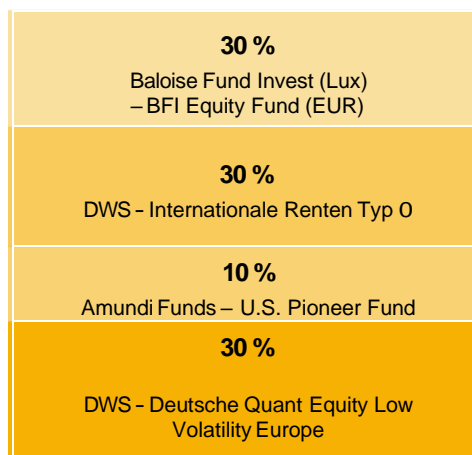 30 %
Baloise Fund Invest (Lux)
– BFI Equity Fund (EUR)
30 %
DWS – Internationale Renten Typ O
10 %
Amundi Funds – U.S. Pioneer Fund
30 %
DWS – Deutsche Quant Equity Low
Volatility Europe